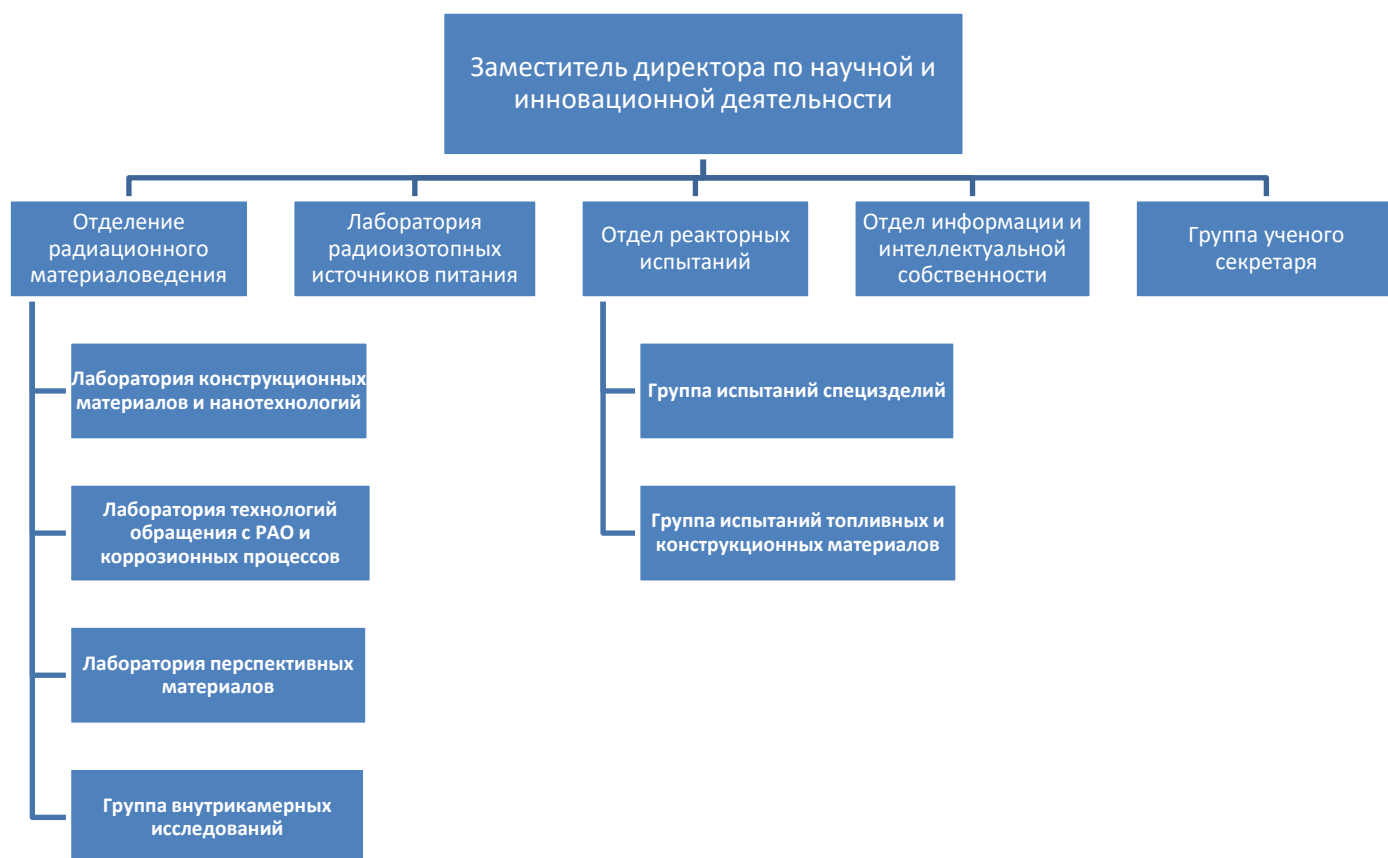 Заместитель директора по научной и
инновационной деятельности
Отделение
радиационного
материаловедения
Лаборатория
радиоизотопных
источников питания
Отдел реакторных
испытаний
Отдел информации и
интеллектуальной
собственности
Группа ученого
секретаря
Лаборатория конструкционных
материалов и нанотехнологий
Группа испытаний специзделий
Лаборатория технологий
обращения с РАО и
коррозионных процессов
Группа испытаний топливных и
конструкционных материалов
Лаборатория перспективных
материалов
Группа внутрикамерных
исследований